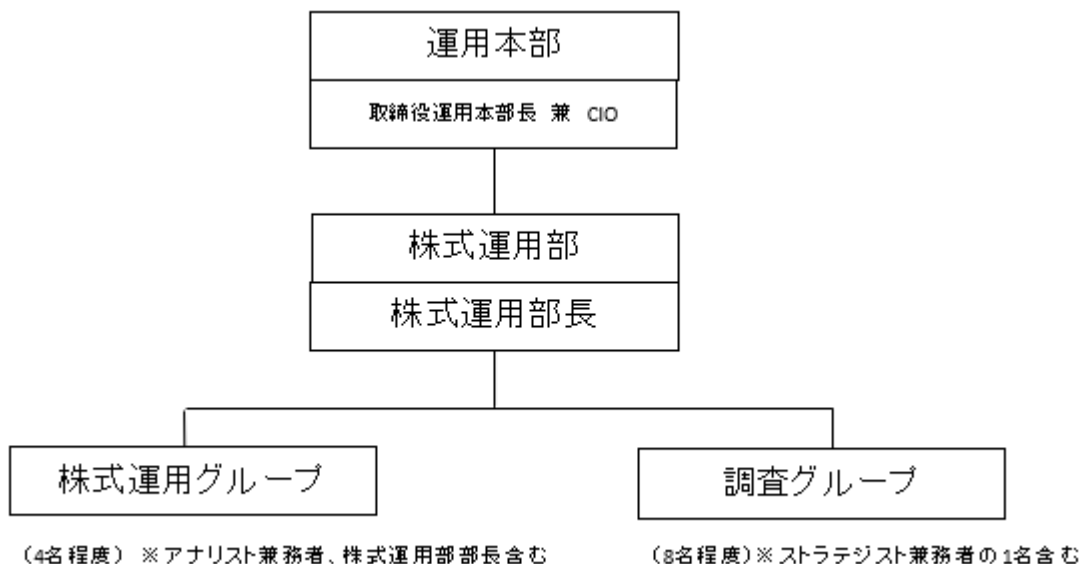 運用本部
取締役運用本部長 兼 CIO
株式運用部
株式運用部長
株式運用グループ
調査グループ
(4名程度) ※アナリスト兼務者、株式運用部部長含む
(8名程度)※ストラテジスト兼務者の1名含む